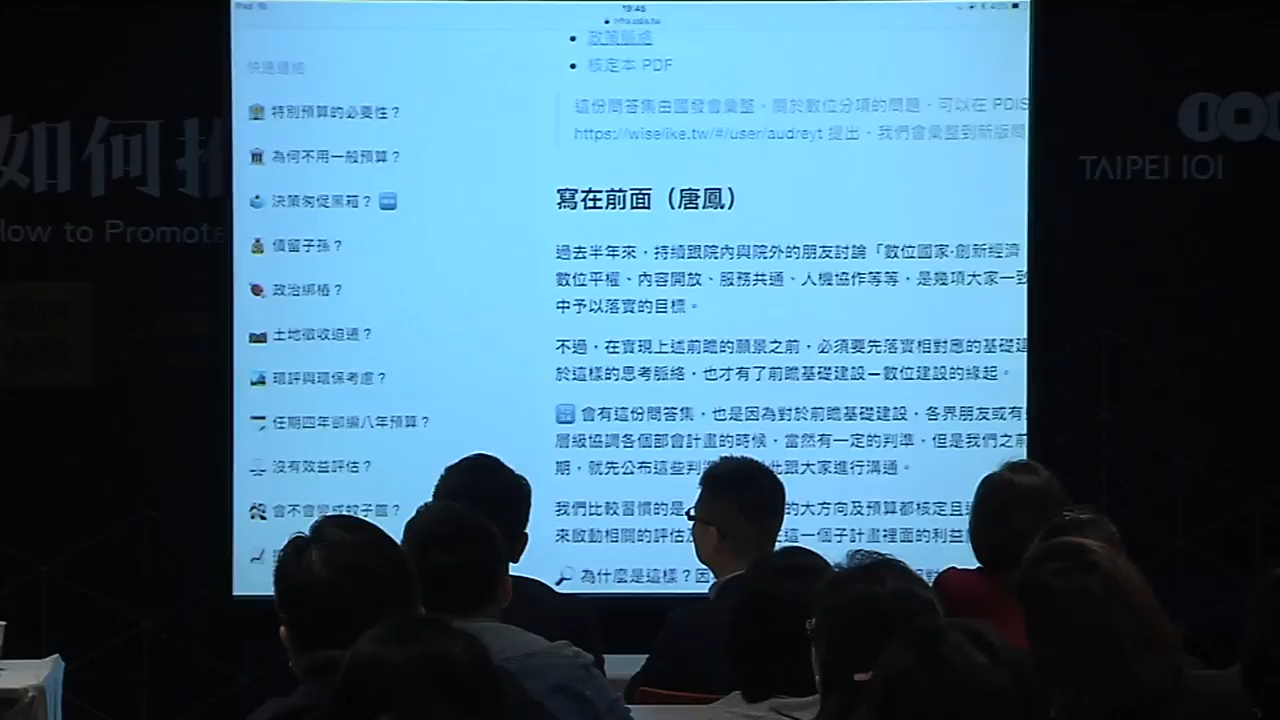 iPad
19:45
如何推
How to Promote
TAIPEI 101
快速連結
特別預算的必要性？
為何不用一般預算？
決策匆促黑箱？
債留子孫？
政治綁樁？
土地徵收迫遷？
環評與環保考慮？
任期四年卻編八年預算？
沒有效益評估？
會不會變成蚊子館？
政策脈絡
核定本 PDF
這份問答集由國發會彙整。關於數位分項的問題，可以在 PDIS
https://wiselike.tw/#/user/audreyt 提出，我們會彙整到新版問
寫在前面（唐鳳）
過去半年來，持續跟院內與院外的朋友討論「數位國家‧創新經濟
數位平權、內容開放、服務共通、人機協作等等，是幾項大家一致
中予以落實的目標。
不過，在實現上述前瞻的願景之前，必須要先落實相對應的基礎建
於這樣的思考脈絡，也才有了前瞻基礎建設－數位建設的緣起。
會有這份問答集，也是因為對於前瞻基礎建設，各界朋友或有
層級協調各個部會計畫的時候，當然有一定的判準，但是我們之前
期，就先公布這些判 此跟大家進行溝通。
我們比較習慣的是 的大方向及預算都核定且
來啟動相關的評估 在這一個子計畫裡面的利益
為什麼是這樣？因